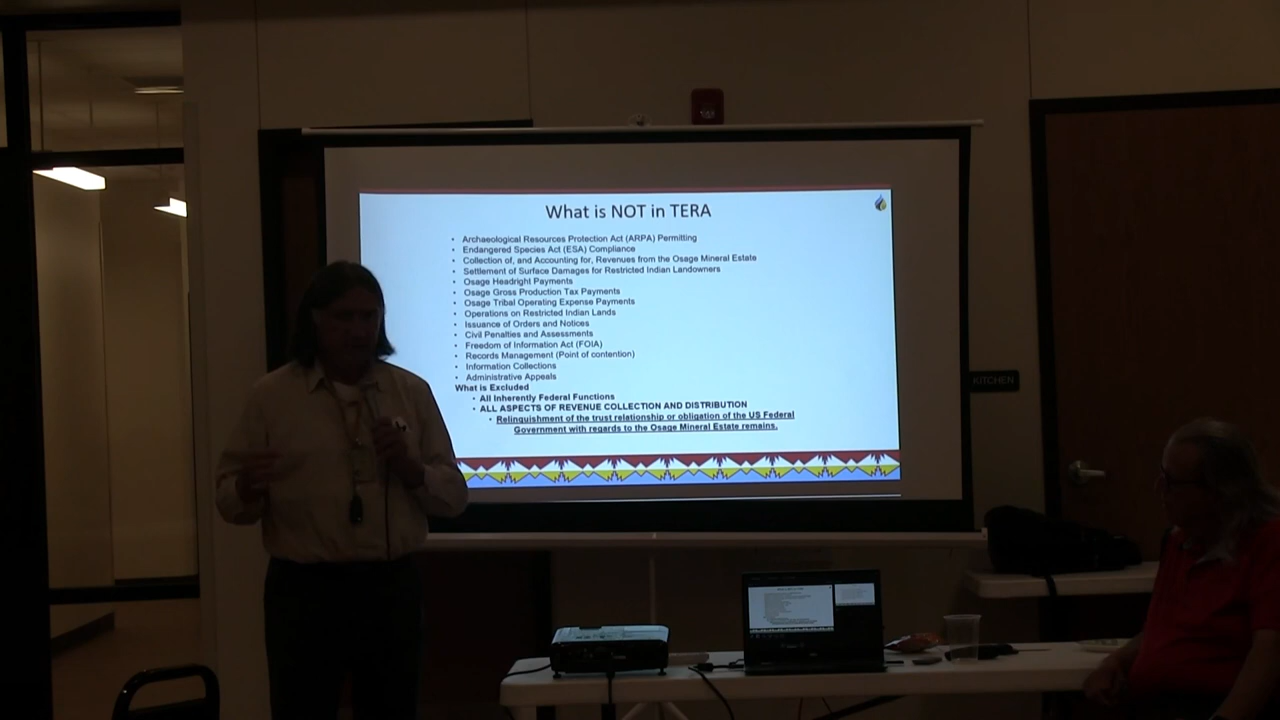 What is NOT in TERA
• Archaeological Resources Protection Act (ARPA) Permitting
• Endangered Species Act (ESA) Compliance
• Collection of, and Accounting for, Revenues from the Osage Mineral Estate
• Settlement of Surface Damages for Restricted Indian Landowners
• Osage Headright Payments
• Osage Gross Production Tax Payments
• Osage Tribal Operating Expense Payments
• Operations on Restricted Indian Lands
• Issuance of Orders and Notices
• Civil Penalties and Assessments
• Freedom of Information Act (FOIA)
• Records Management (Point of contention)
• Information Collections
• Administrative Appeals
What is Excluded
• All Inherently Federal Functions
• ALL ASPECTS OF REVENUE COLLECTION AND DISTRIBUTION
• Relinquishment of the trust relationship or obligation of the US Federal
Government with regards to the Osage Mineral Estate remains.
KITCHEN